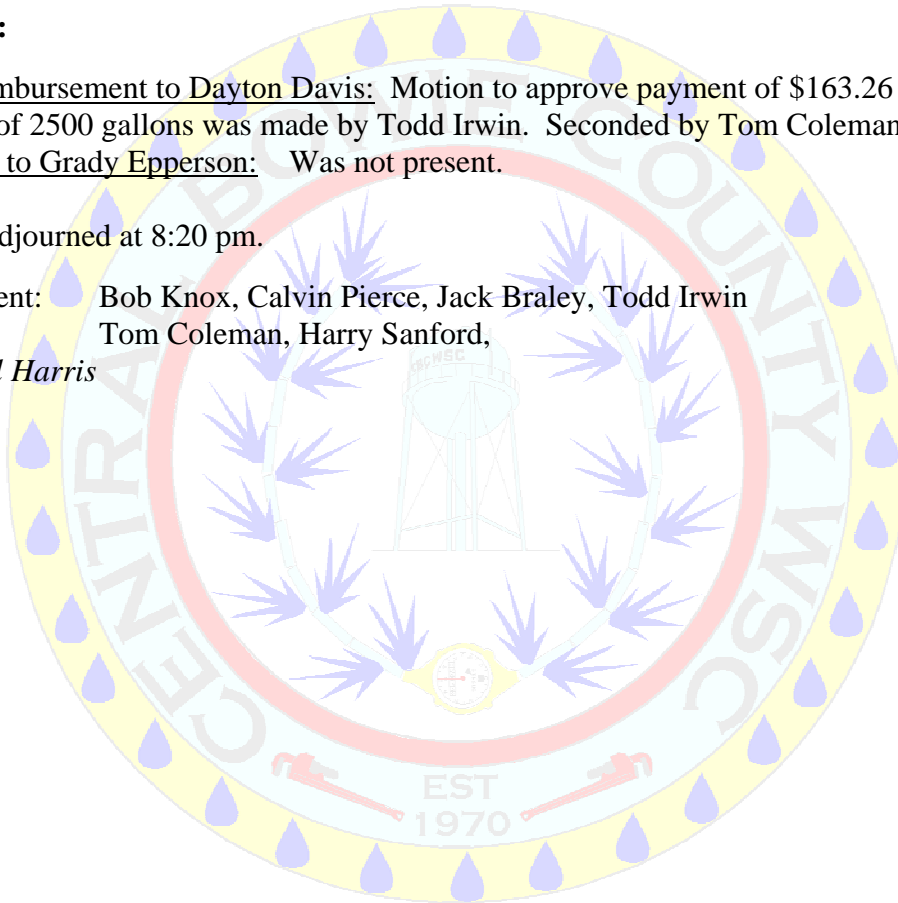 :
mbursement to Dayton Davis: Motion to approve payment of $163.26
of 2500 gallons was made by Todd Irwin. Seconded by Tom Coleman
to Grady Epperson: Was not present.
djourned at 8:20 pm.
ent: Bob Knox, Calvin Pierce, Jack Braley, Todd Irwin
Tom Coleman, Harry Sanford,
l Harris
CENTRAL BOWIE COUNTY WSC
EST
1970